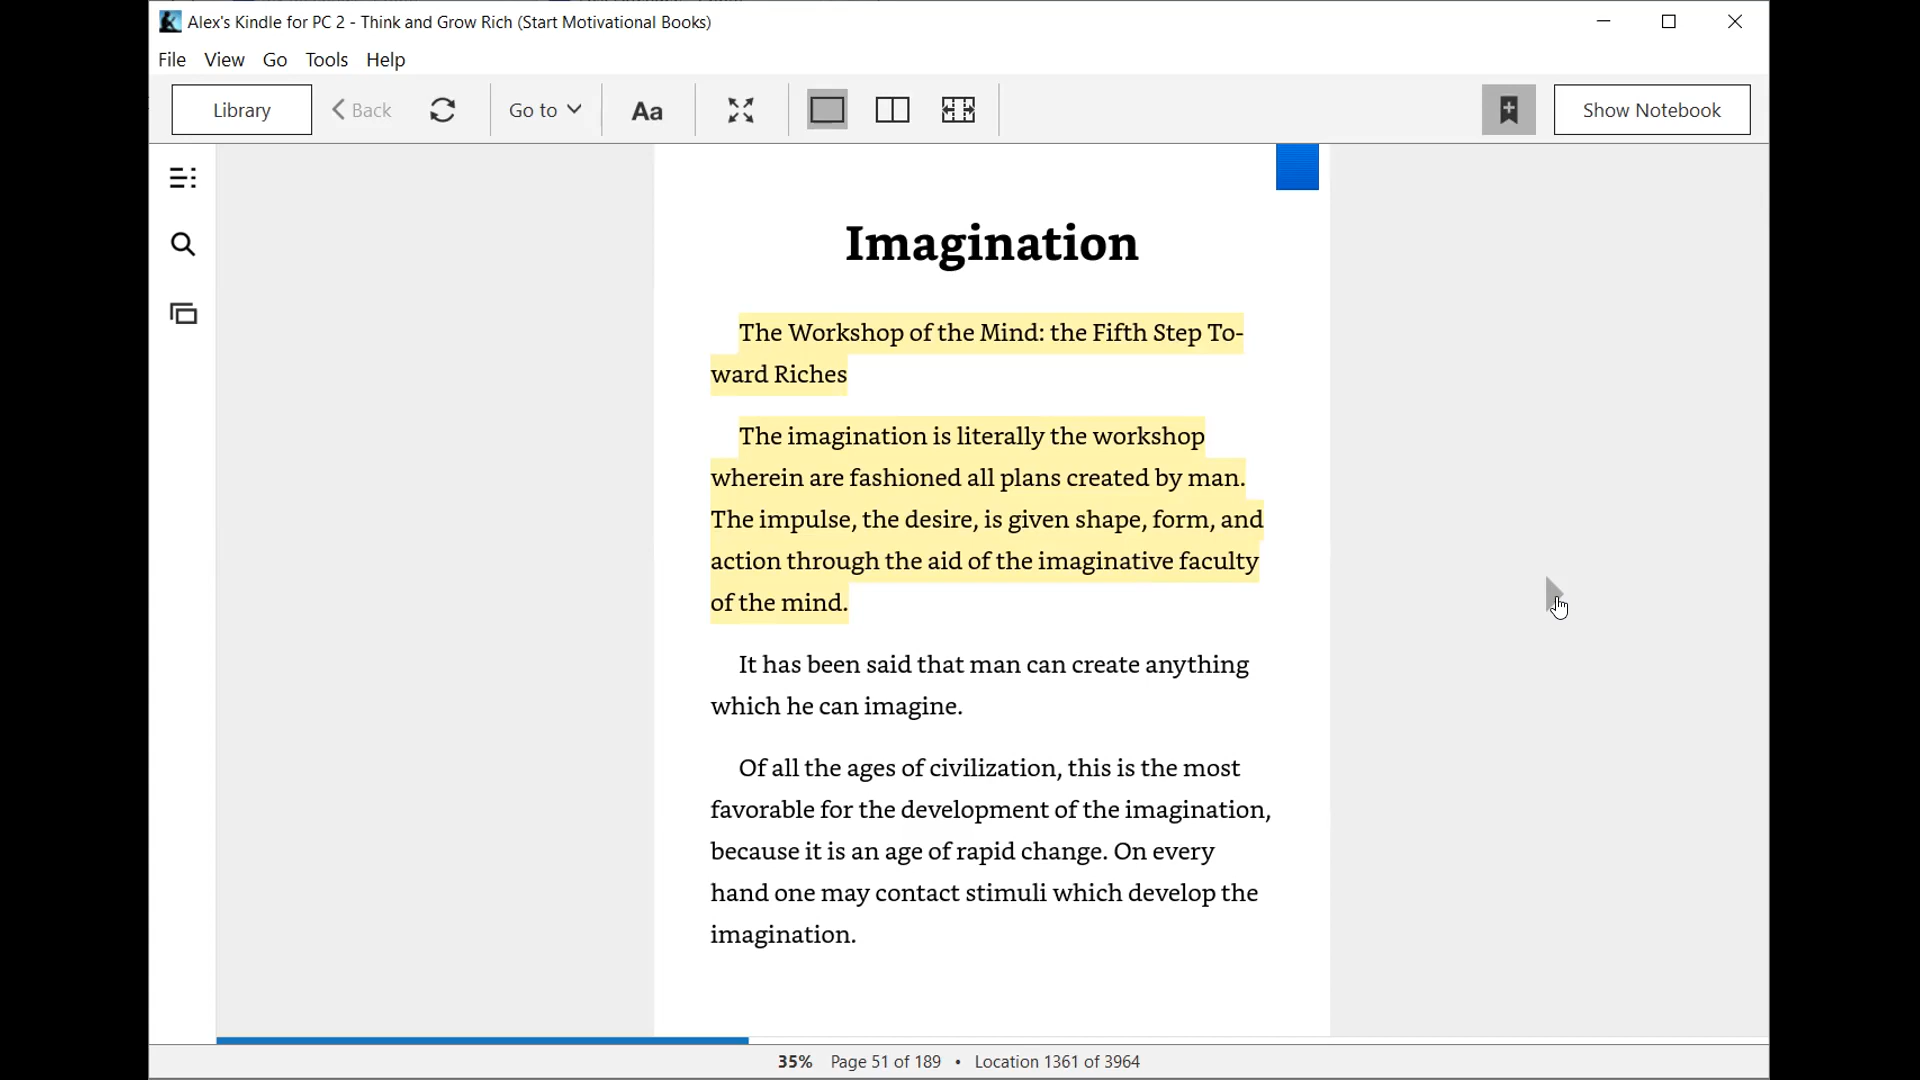 Alex's Kindle for PC 2 - Think and Grow Rich (Start Motivational Books)
File View Go Tools Help
Library Back Go to Aa Show Notebook
Imagination
The Workshop of the Mind: the Fifth Step To-
ward Riches
The imagination is literally the workshop
wherein are fashioned all plans created by man.
The impulse, the desire, is given shape, form, and
action through the aid of the imaginative faculty
of the mind.
It has been said that man can create anything
which he can imagine.
Of all the ages of civilization, this is the most
favorable for the development of the imagination,
because it is an age of rapid change. On every
hand one may contact stimuli which develop the
imagination.
35% Page 51 of 189 • Location 1361 of 3964